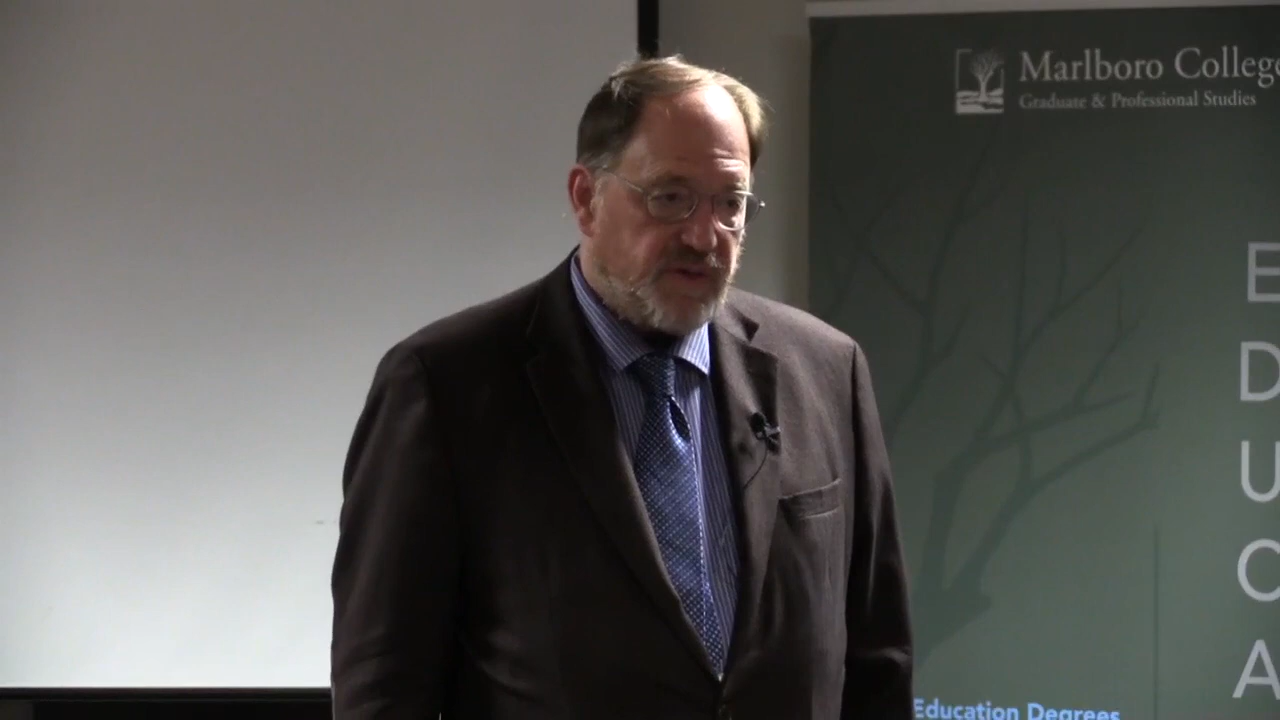 Marlboro College
Graduate & Professional Studies
E
D
U
C
A
Education Degrees